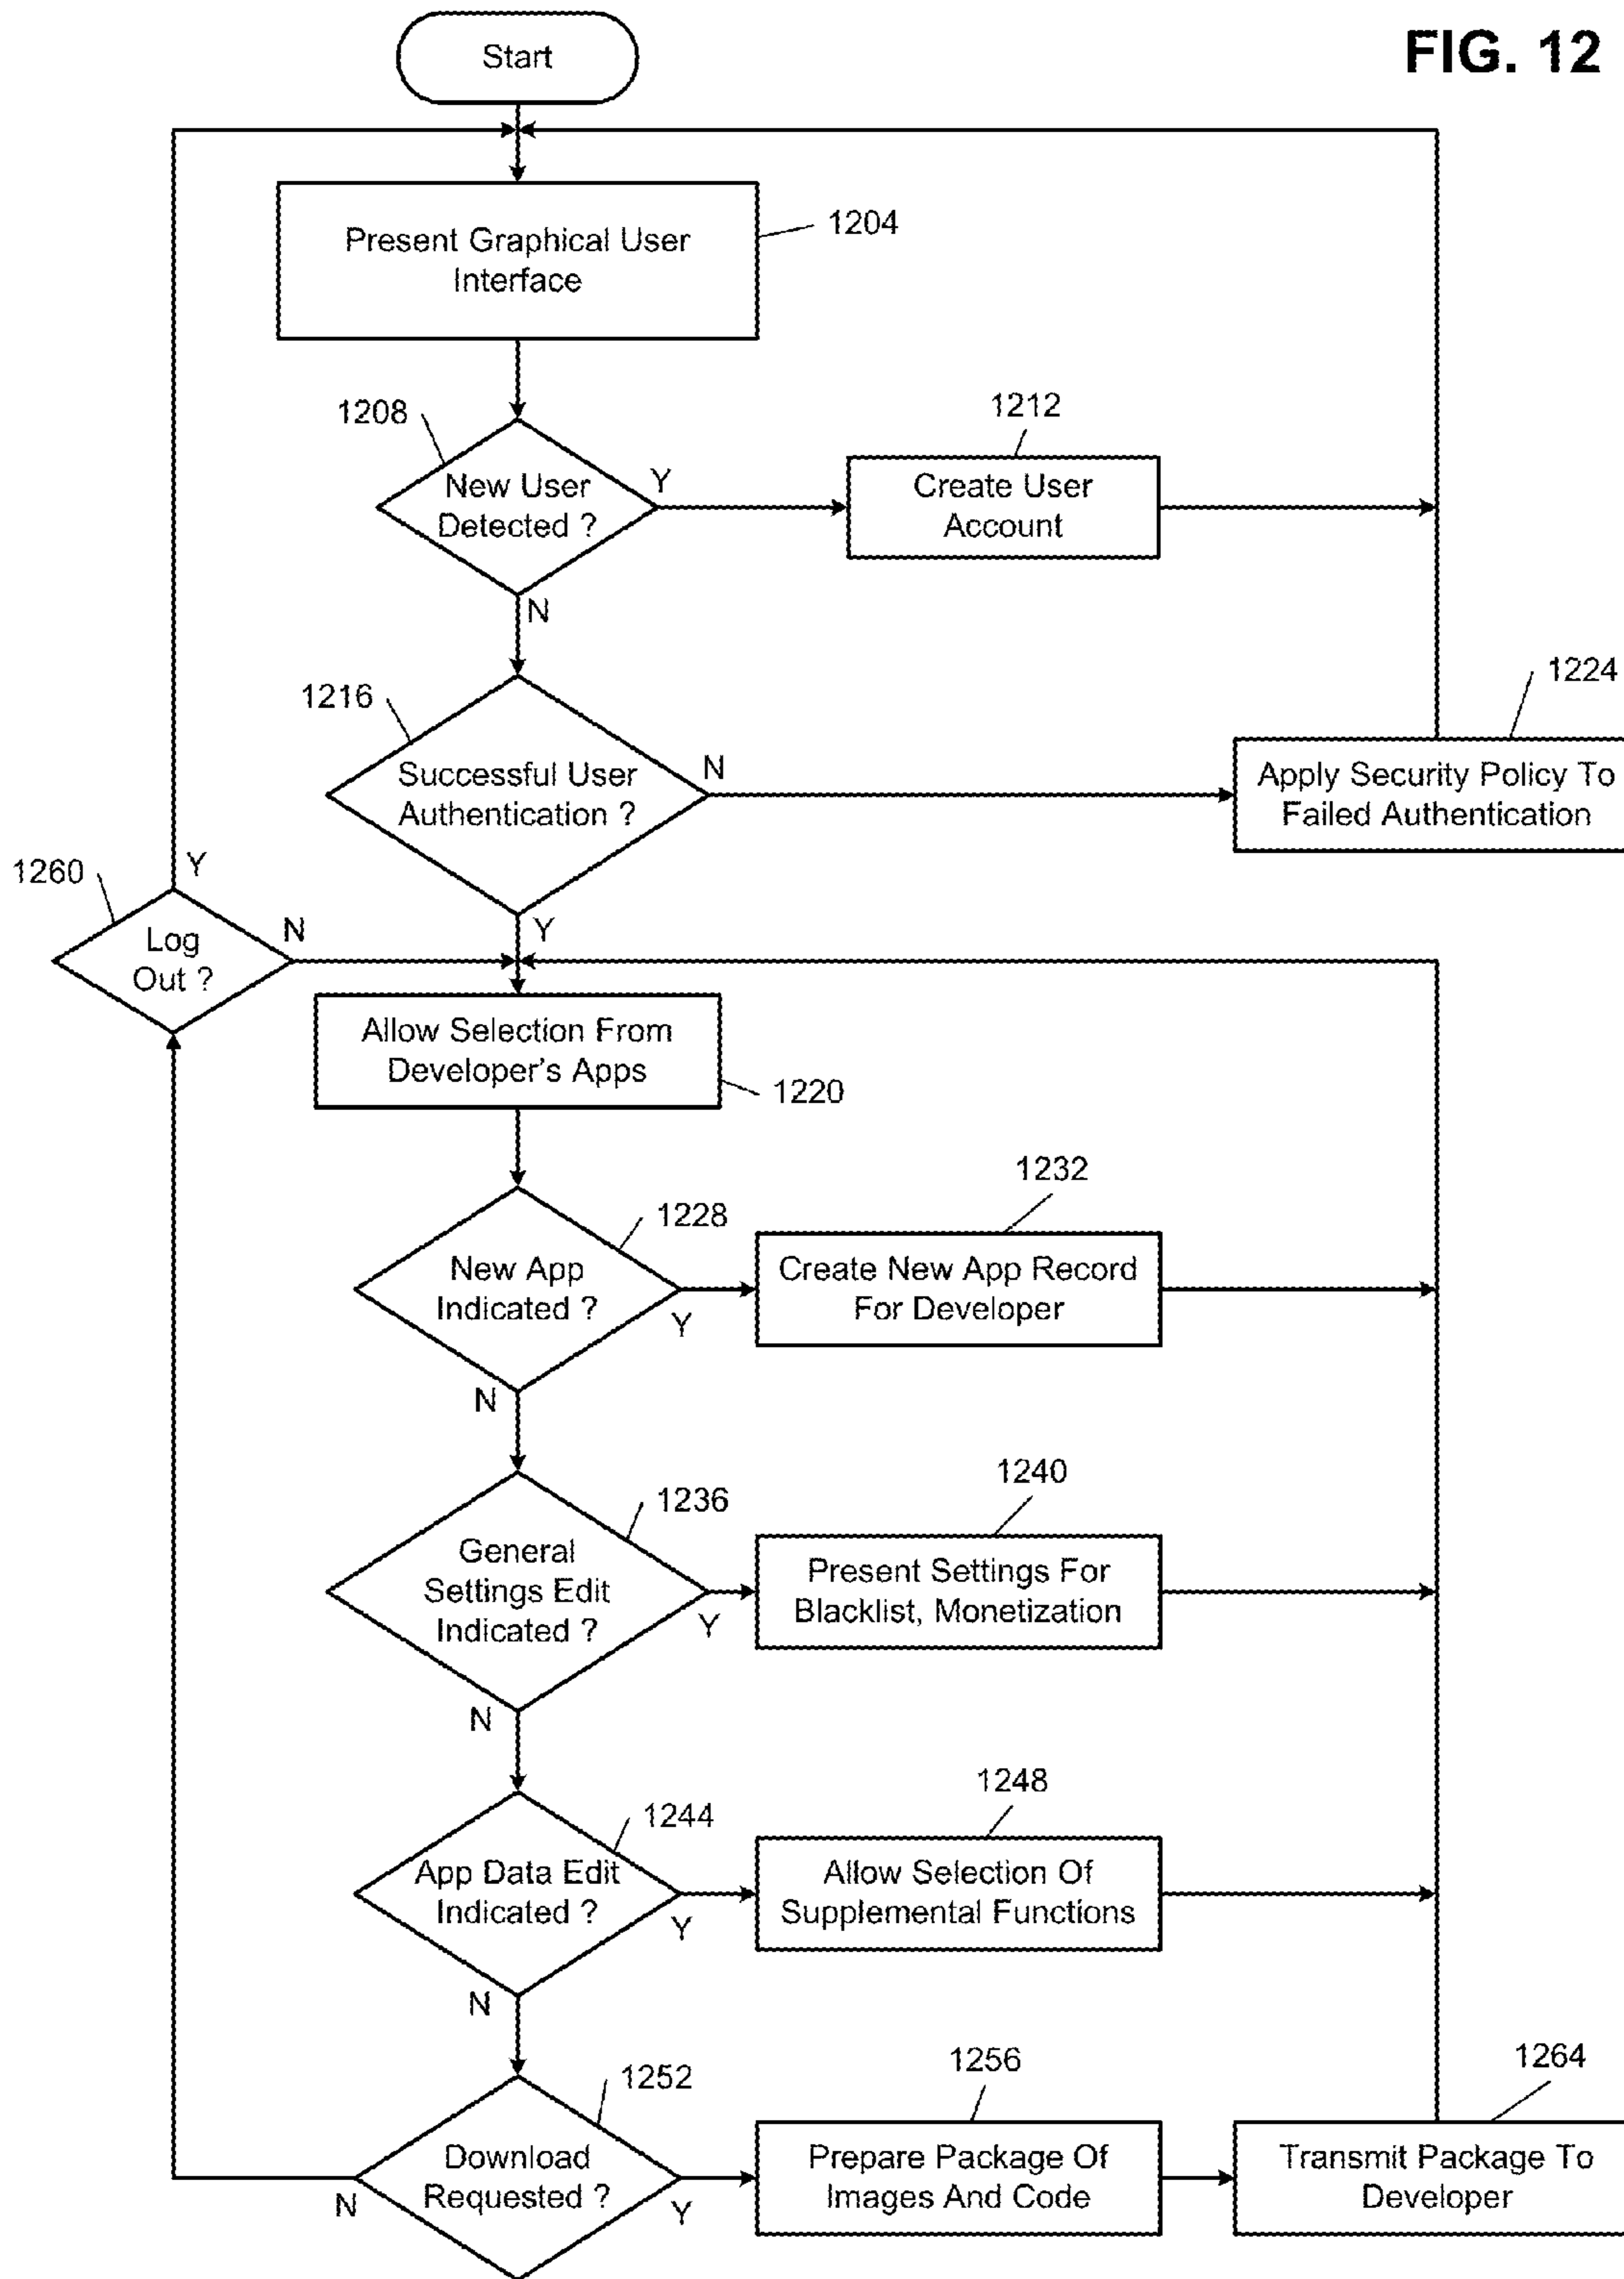 FIG. 12
Start
Present Graphical User
Interface
1204
1208
New User
Detected ?
Y
N
1212
Create User
Account
1216
Successful User
Authentication ?
N
Y
1224
Apply Security Policy To
Failed Authentication
1260
Log
Out ?
Y
N
Allow Selection From
Developer's Apps
1220
1228
New App
Indicated ?
Y
N
1232
Create New App Record
For Developer
1236
General
Settings Edit
Indicated ?
Y
N
1240
Present Settings For
Blacklist, Monetization
1244
App Data Edit
Indicated ?
Y
N
1248
Allow Selection Of
Supplemental Functions
1252
Download
Requested ?
N
Y
1256
Prepare Package Of
Images And Code
1264
Transmit Package To
Developer